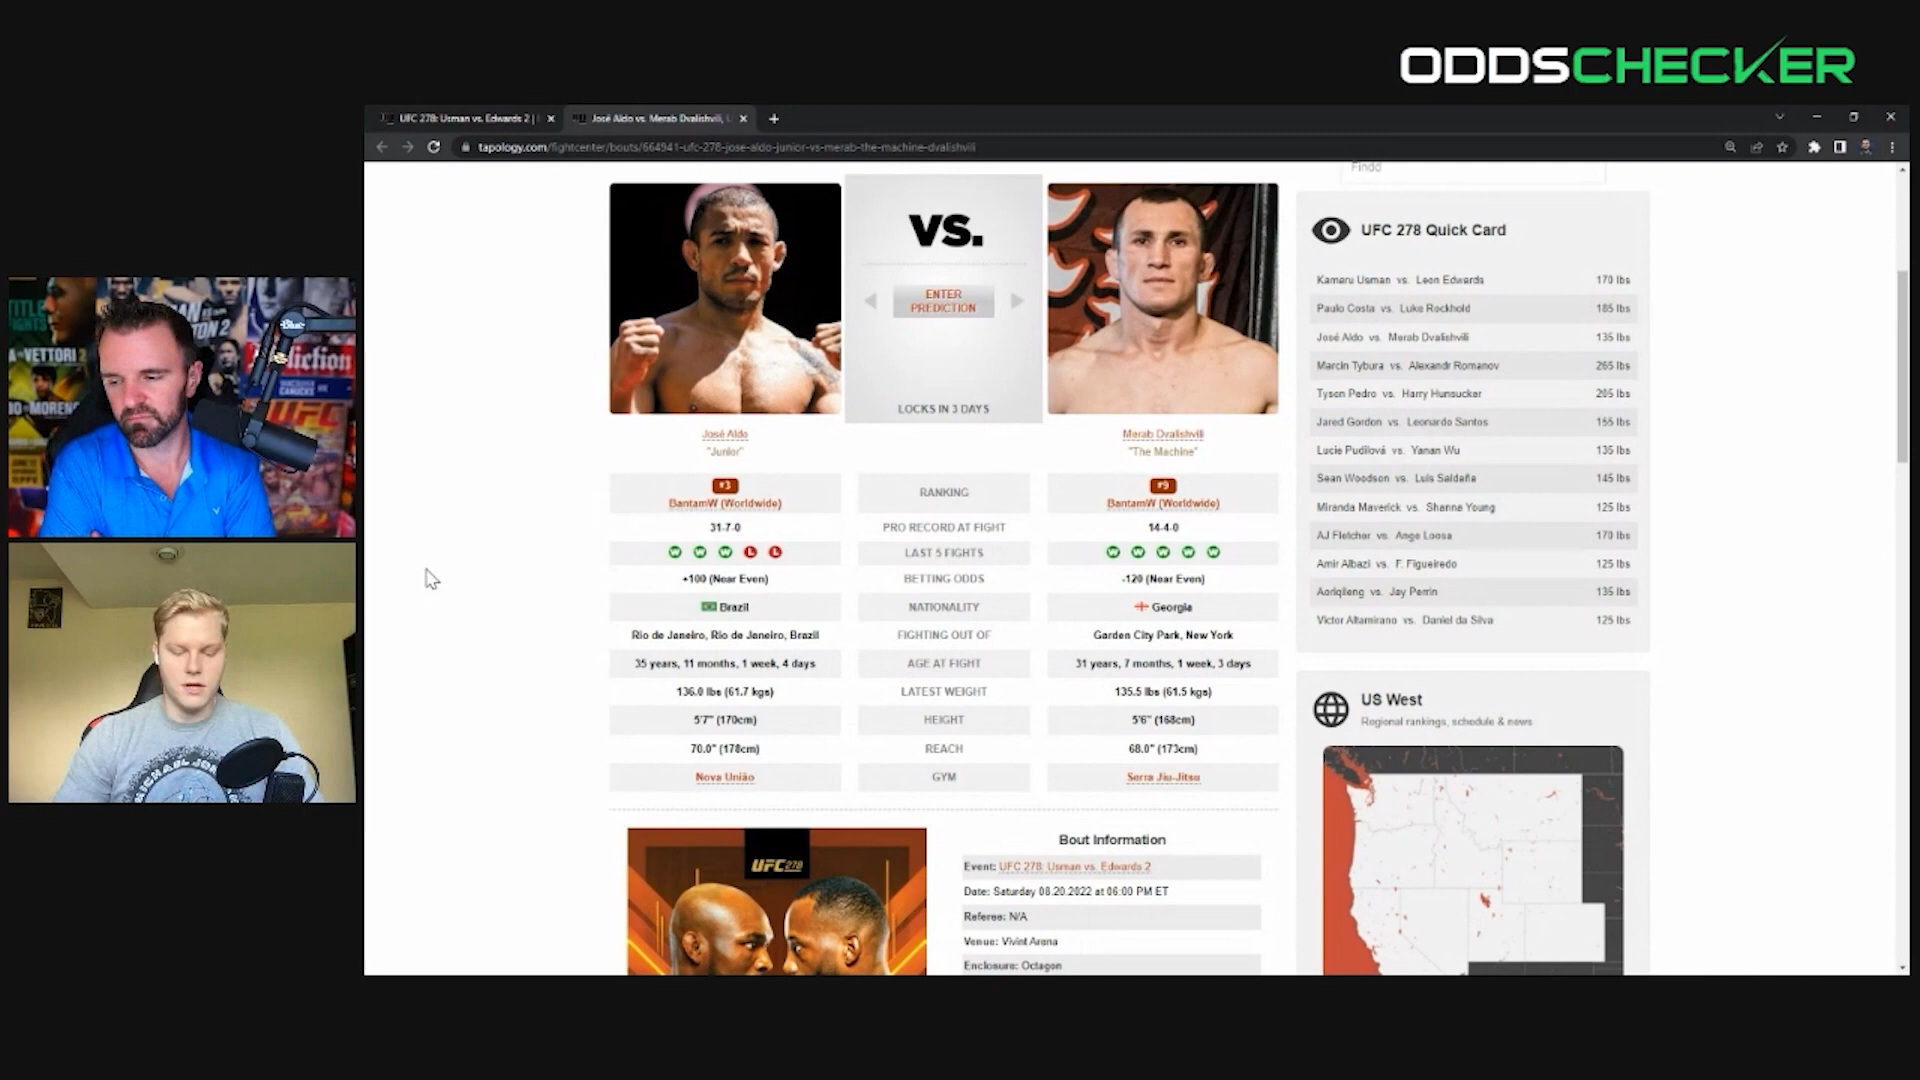 ODDSCHECKER
UFC 278: Usman vs. Edwards 2 |
José Aldo vs. Merab Dvalishvili, U
tapology.com/fightcenter/bouts/664941-ufc-278-jose-aldo-junior-vs-merab-the-machine-dvalishvili
Findd
VS.
ENTER
PREDICTION
LOCKS IN 3 DAYS
José Aldo
"Junior"
Merab Dvalishvili
"The Machine"
#3
BantamW (Worldwide)
RANKING
#9
BantamW (Worldwide)
31-7-0 PRO RECORD AT FIGHT 14-4-0
W W W L L LAST 5 FIGHTS W W W W W
+100 (Near Even) BETTING ODDS -120 (Near Even)
Brazil NATIONALITY Georgia
Rio de Janeiro, Rio de Janeiro, Brazil FIGHTING OUT OF Garden City Park, New York
35 years, 11 months, 1 week, 4 days AGE AT FIGHT 31 years, 7 months, 1 week, 3 days
136.0 lbs (61.7 kgs) LATEST WEIGHT 135.5 lbs (61.5 kgs)
5'7" (170cm) HEIGHT 5'6" (168cm)
70.0" (178cm) REACH 68.0" (173cm)
Nova União GYM Serra Jiu-Jitsu
UFC 278
Bout Information
Event: UFC 278: Usman vs. Edwards 2
Date: Saturday 08.20.2022 at 06:00 PM ET
Referee: N/A
Venue: Vivint Arena
Enclosure: Octagon
UFC 278 Quick Card
Kamaru Usman vs. Leon Edwards 170 lbs
Paulo Costa vs. Luke Rockhold 185 lbs
José Aldo vs. Merab Dvalishvili 135 lbs
Marcin Tybura vs. Alexandr Romanov 265 lbs
Tyson Pedro vs. Harry Hunsucker 205 lbs
Jared Gordon vs. Leonardo Santos 155 lbs
Lucie Pudilová vs. Yanan Wu 135 lbs
Sean Woodson vs. Luis Saldaña 145 lbs
Miranda Maverick vs. Shanna Young 125 lbs
AJ Fletcher vs. Ange Loosa 170 lbs
Amir Albazi vs. F. Figueiredo 125 lbs
Aoriqileng vs. Jay Perrin 135 lbs
Victor Altamirano vs. Daniel da Silva 125 lbs
US West
Regional rankings, schedule & news
TITLE
FIGHTS
A VETTORI 2
TON 2
VANCOUVER
CANUCKS
UFC
MICHAEL JOR